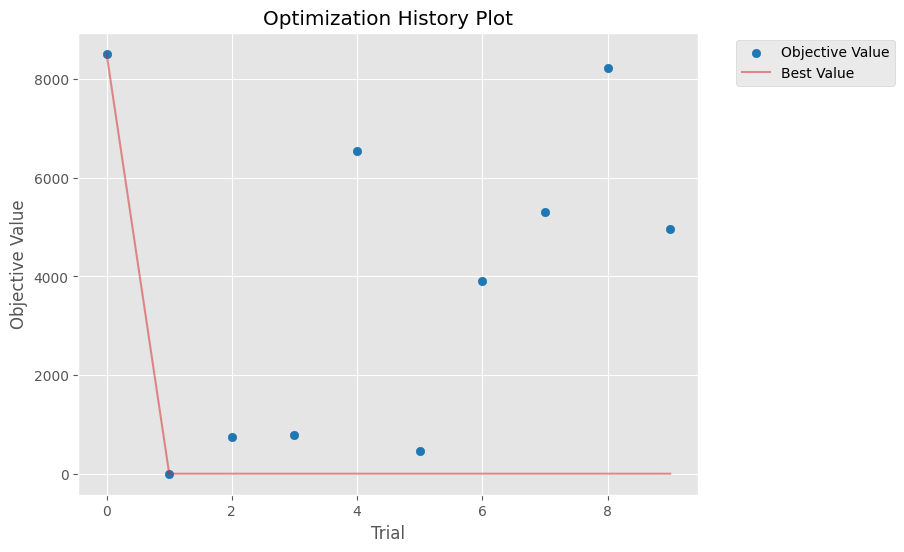 Optimization History Plot
Objective Value
Best Value
8000
6000
4000
2000
0
Objective Value
0 2 4 6 8
Trial